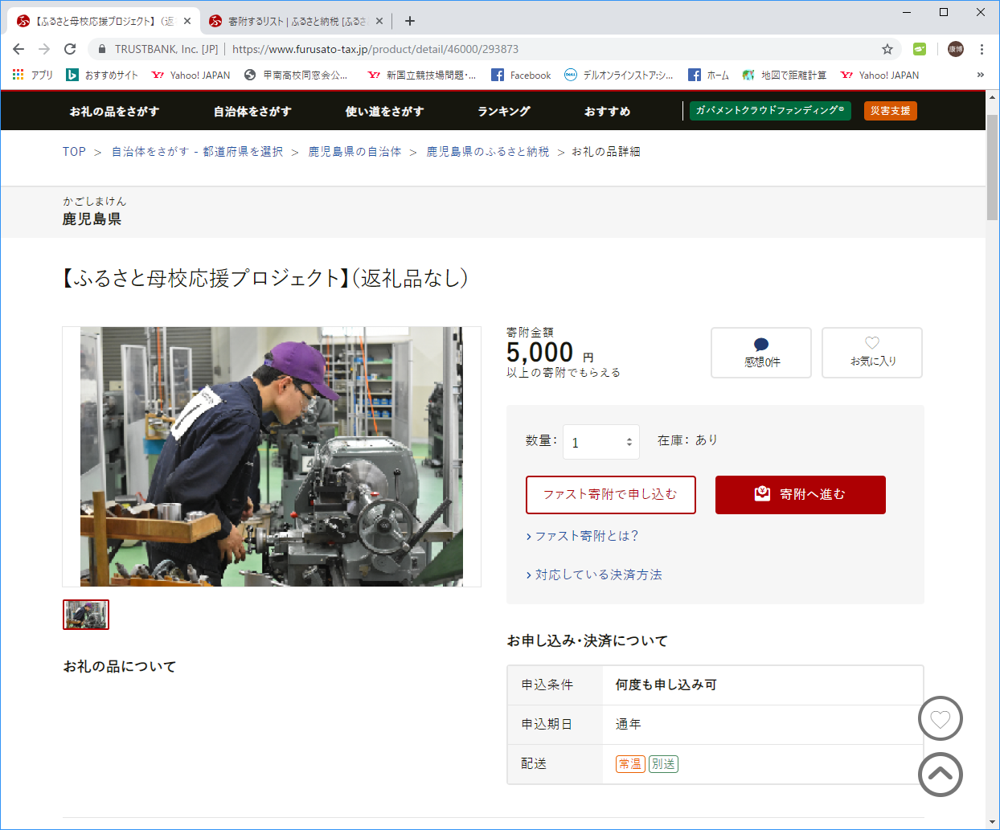 【ふるさと母校応援プロジェクト】（返
寄附するリスト | ふるさと納税 [ふるさ
TRUSTBANK, Inc. [JP] | https://www.furusato-tax.jp/product/detail/46000/293873
康博
アプリ おすすめサイト Yahoo! JAPAN 甲南高校同窓会公... 新国立競技場問題・... Facebook デルオンラインストア:シ... ホーム 地図で距離計算 Yahoo! JAPAN »
お礼の品をさがす 自治体をさがす 使い道をさがす ランキング おすすめ ガバメントクラウドファンディング® 災害支援
TOP > 自治体をさがす - 都道府県を選択 > 鹿児島県の自治体 > 鹿児島県のふるさと納税 > お礼の品詳細
かごしまけん
鹿児島県
【ふるさと母校応援プロジェクト】（返礼品なし）
寄附金額
5,000 円
以上の寄附でもらえる
感想0件
お気に入り
数量： 1 在庫： あり
ファスト寄附で申し込む 寄附へ進む
ファスト寄附とは？
対応している決済方法
お申し込み・決済について
申込条件 何度も申し込み可
申込期日 通年
配送 常温 別送
お礼の品について